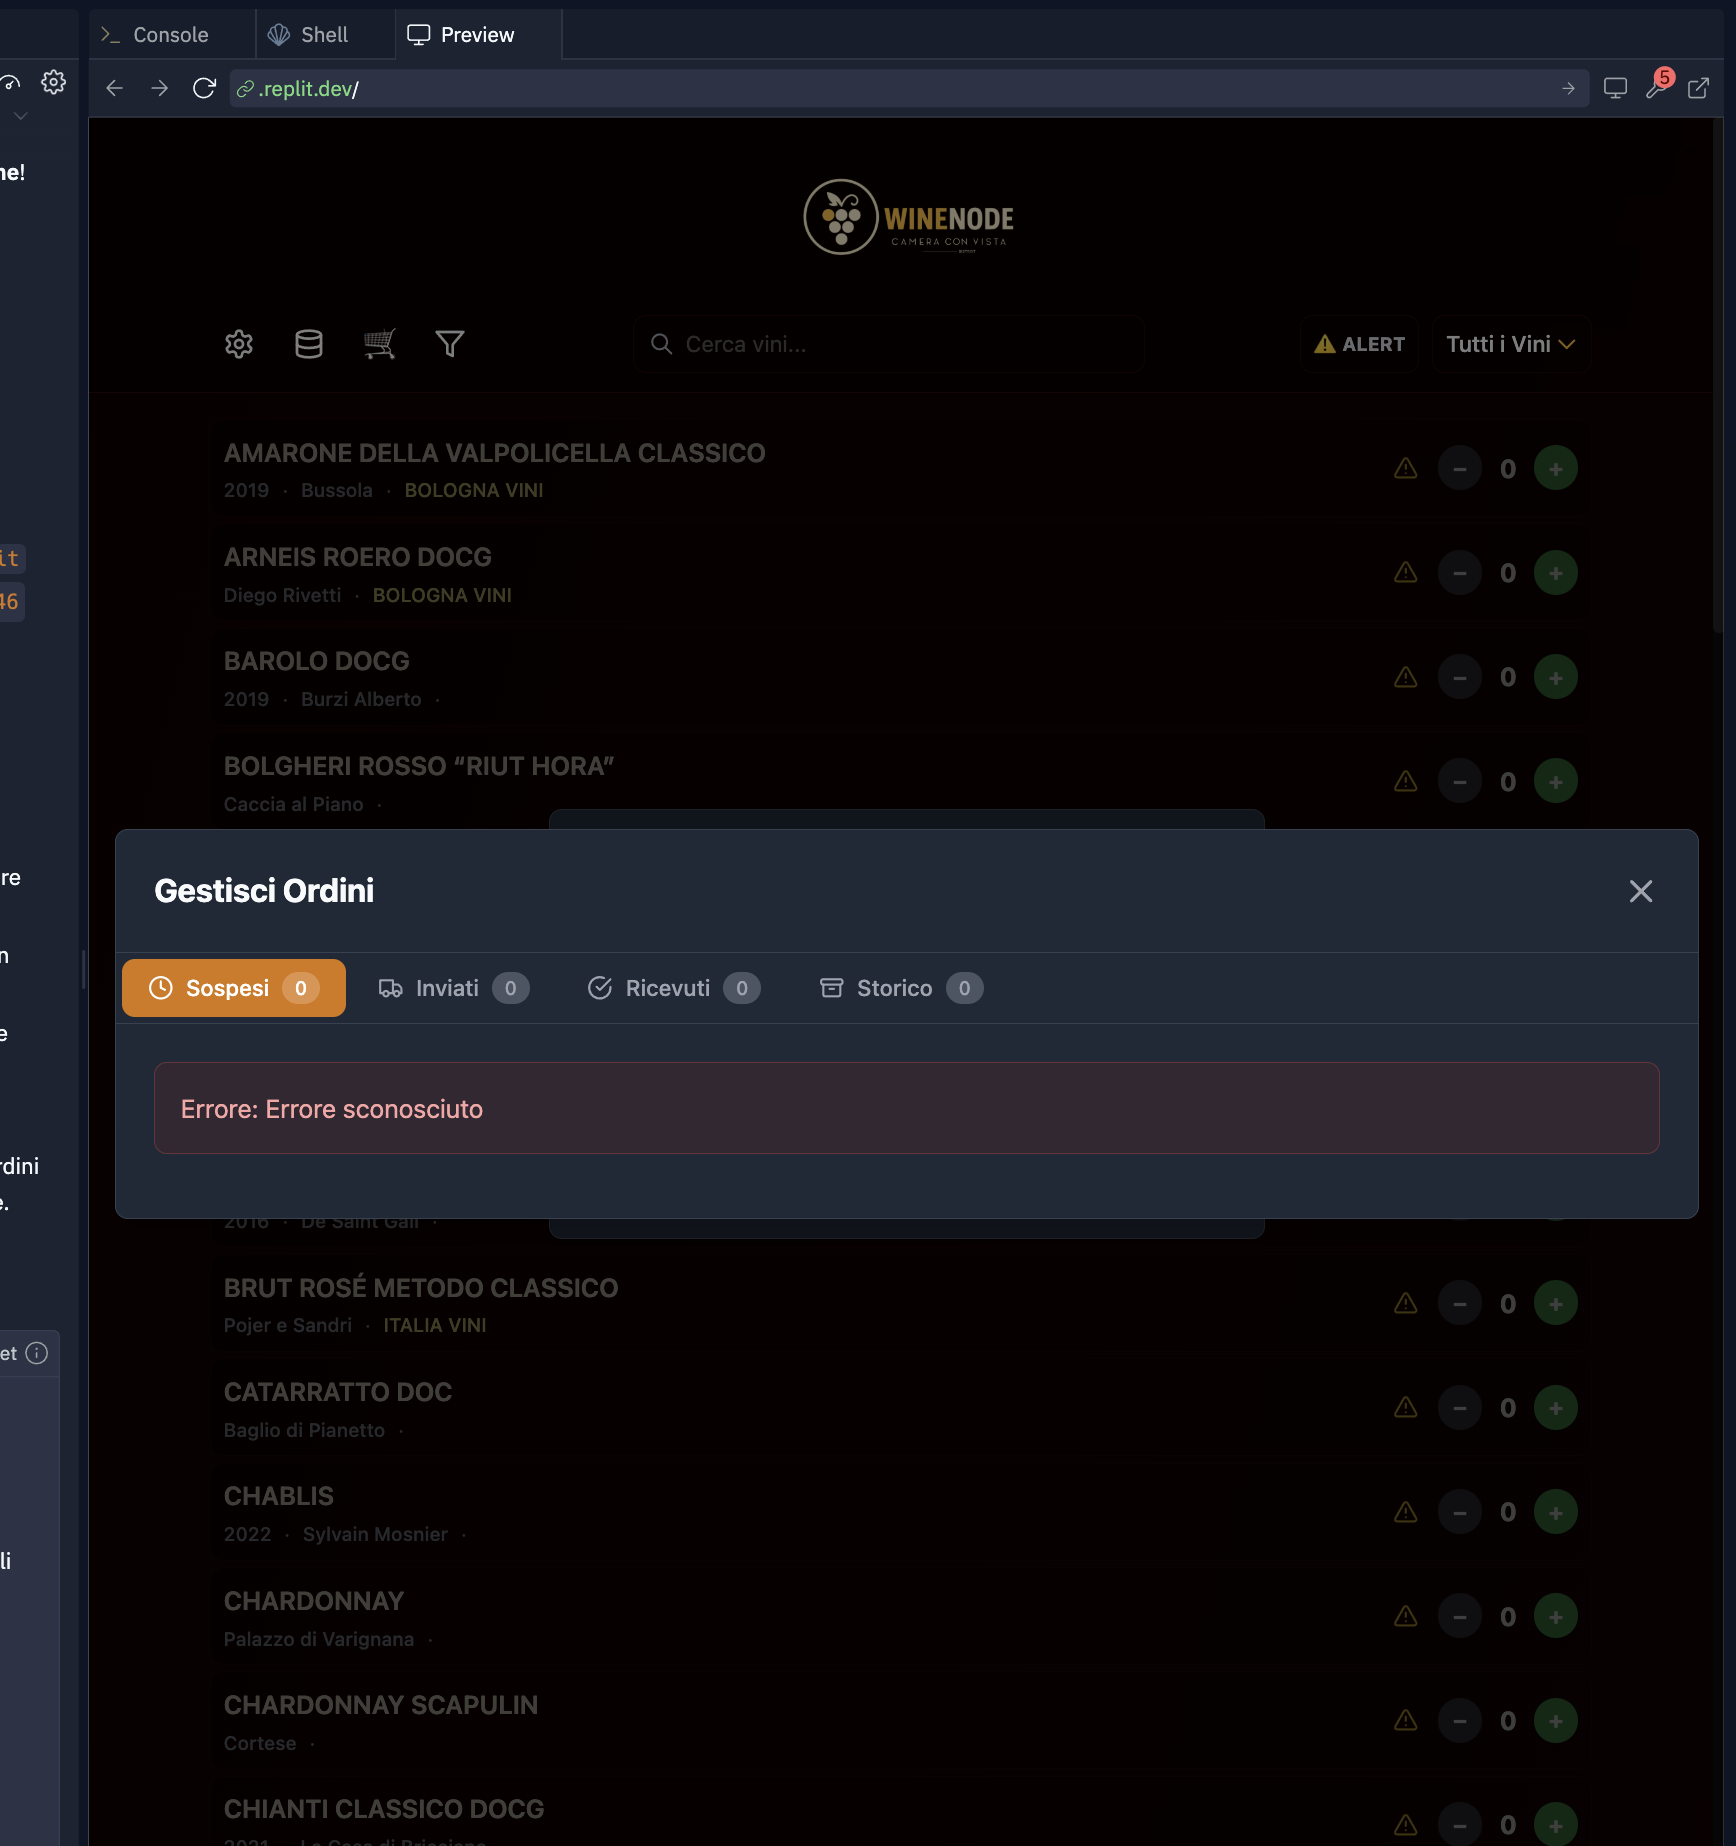 Console
Shell
Preview
.replit.dev/
5
ne!
it
46
re
n
e
rdini
e.
et
li
WINENODE
CAMERA CON VISTA
Cerca vini...
ALERT
Tutti i Vini
AMARONE DELLA VALPOLICELLA CLASSICO
2019 · Bussola · BOLOGNA VINI
0
ARNEIS ROERO DOCG
Diego Rivetti · BOLOGNA VINI
0
BAROLO DOCG
2019 · Burzi Alberto ·
0
BOLGHERI ROSSO “RIUT HORA”
Caccia al Piano ·
0
Gestisci Ordini
Sospesi 0
Inviati 0
Ricevuti 0
Storico 0
Errore: Errore sconosciuto
2016 · De Saint Gall ·
BRUT ROSÉ METODO CLASSICO
Pojer e Sandri · ITALIA VINI
0
CATARRATTO DOC
Baglio di Pianetto ·
0
CHABLIS
2022 · Sylvain Mosnier ·
0
CHARDONNAY
Palazzo di Varignana ·
0
CHARDONNAY SCAPULIN
Cortese ·
0
CHIANTI CLASSICO DOCG
0